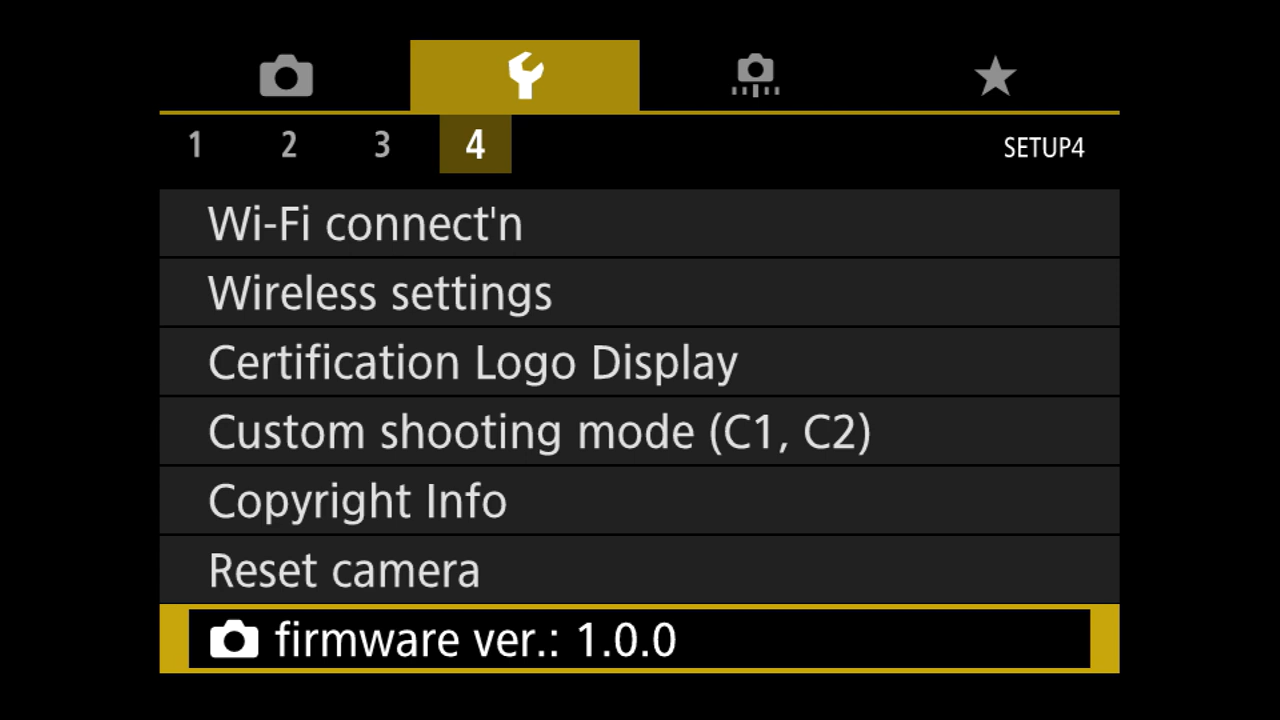 1 2 3 4 SETUP4
Wi-Fi connect'n
Wireless settings
Certification Logo Display
Custom shooting mode (C1, C2)
Copyright Info
Reset camera
firmware ver.: 1.0.0